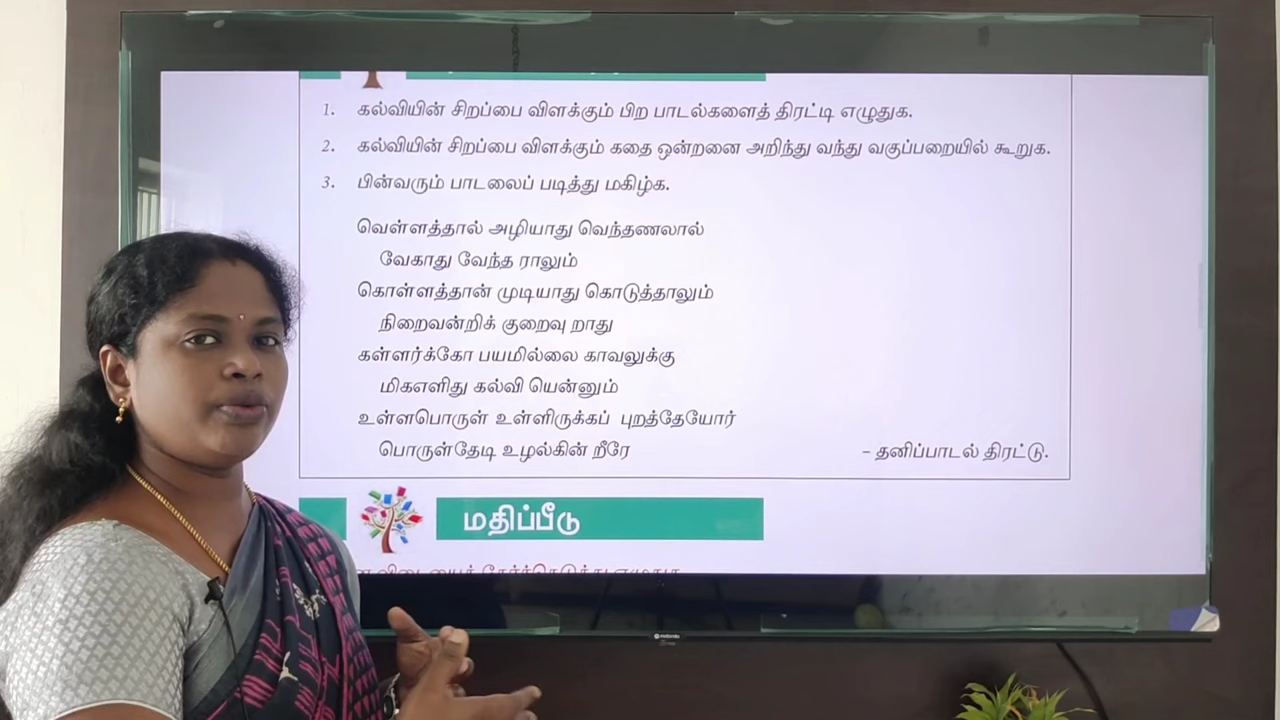 1. கல்வியின் சிறப்பை விளக்கும் பிற பாடல்களைத் திரட்டி எழுதுக.
2. கல்வியின் சிறப்பை விளக்கும் கதை ஒன்றனை அறிந்து வந்து வகுப்பறையில் கூறுக.
3. பின்வரும் பாடலைப் படித்து மகிழ்க.
வெள்ளத்தால் அழியாது வெந்தணலால்
வேகாது வேந்த ராலும்
கொள்ளத்தான் முடியாது கொடுத்தாலும்
நிறைவன்றிக் குறைவு றாது
கள்ளர்க்கோ பயமில்லை காவலுக்கு
மிகஎளிது கல்வி யென்னும்
உள்ளபொருள் உள்ளிருக்கப் புறத்தேயோர்
பொருள்தேடி உழல்கின் றீரே – தனிப்பாடல் திரட்டு.
மதிப்பீடு